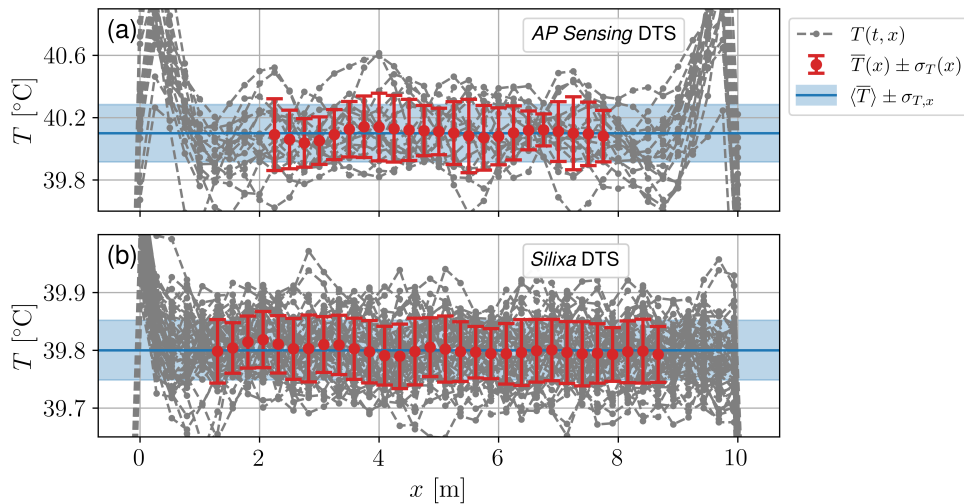 (a)
AP Sensing DTS
T [°C]
40.6
40.2
39.8
T(t, x)
T̅(x) ± σ_T(x)
⟨T̅⟩ ± σ_{T,x}
(b)
Silixa DTS
T [°C]
39.9
39.8
39.7
0 2 4 6 8 10
x [m]